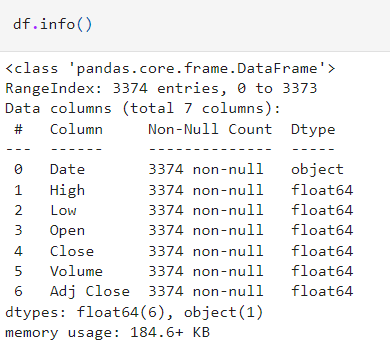 df.info()
<class 'pandas.core.frame.DataFrame'>
RangeIndex: 3374 entries, 0 to 3373
Data columns (total 7 columns):
 #   Column     Non-Null Count  Dtype
---  ------     --------------  -----
 0   Date       3374 non-null   object
 1   High       3374 non-null   float64
 2   Low        3374 non-null   float64
 3   Open       3374 non-null   float64
 4   Close      3374 non-null   float64
 5   Volume     3374 non-null   float64
 6   Adj Close  3374 non-null   float64
dtypes: float64(6), object(1)
memory usage: 184.6+ KB